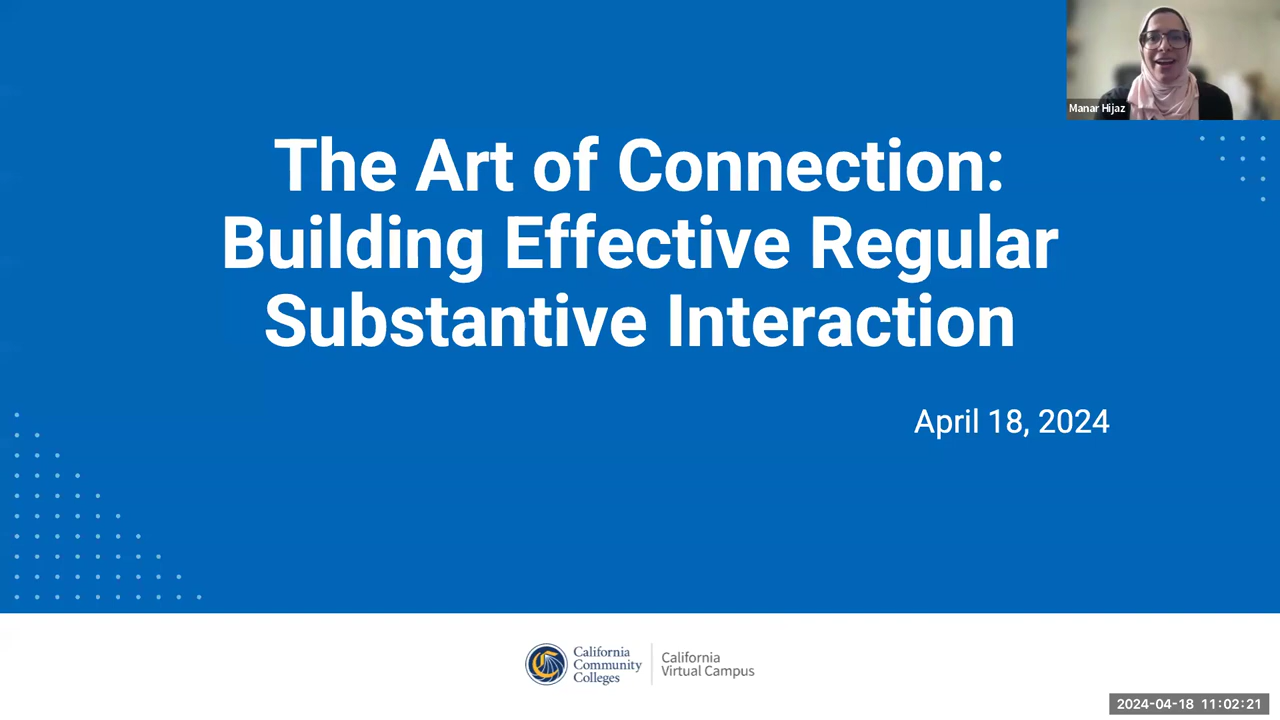 Manar Hijaz
The Art of Connection:
Building Effective Regular
Substantive Interaction
April 18, 2024
California
Community
Colleges
California
Virtual Campus
2024-04-18 11:02:21